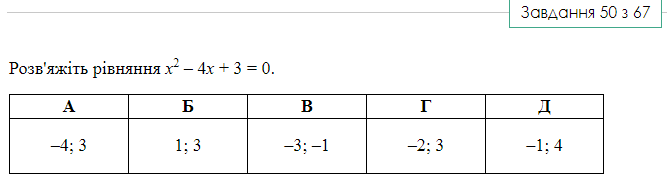 Завдання 50 з 67
Розв'яжіть рівняння x² – 4x + 3 = 0.
А Б В Г Д
–4; 3 1; 3 –3; –1 –2; 3 –1; 4